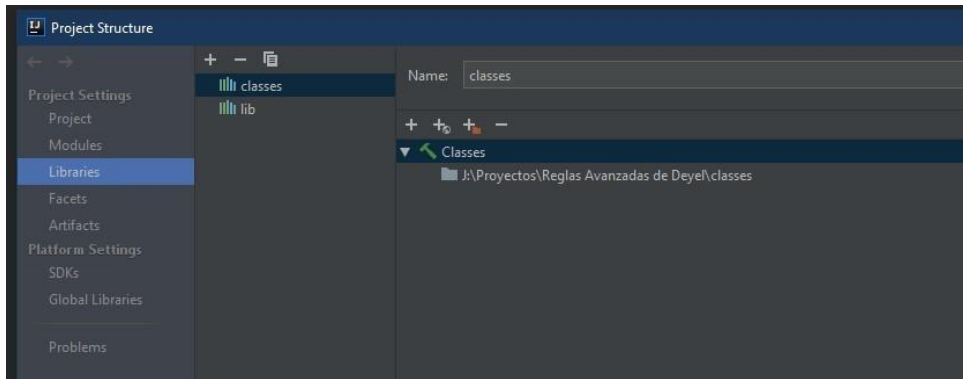 Project Structure
Project Settings
Project
Modules
Libraries
Facets
Artifacts
Platform Settings
SDKs
Global Libraries
Problems
classes
lib
Name: classes
Classes
J:\Proyectos\Reglas Avanzadas de Deyel\classes